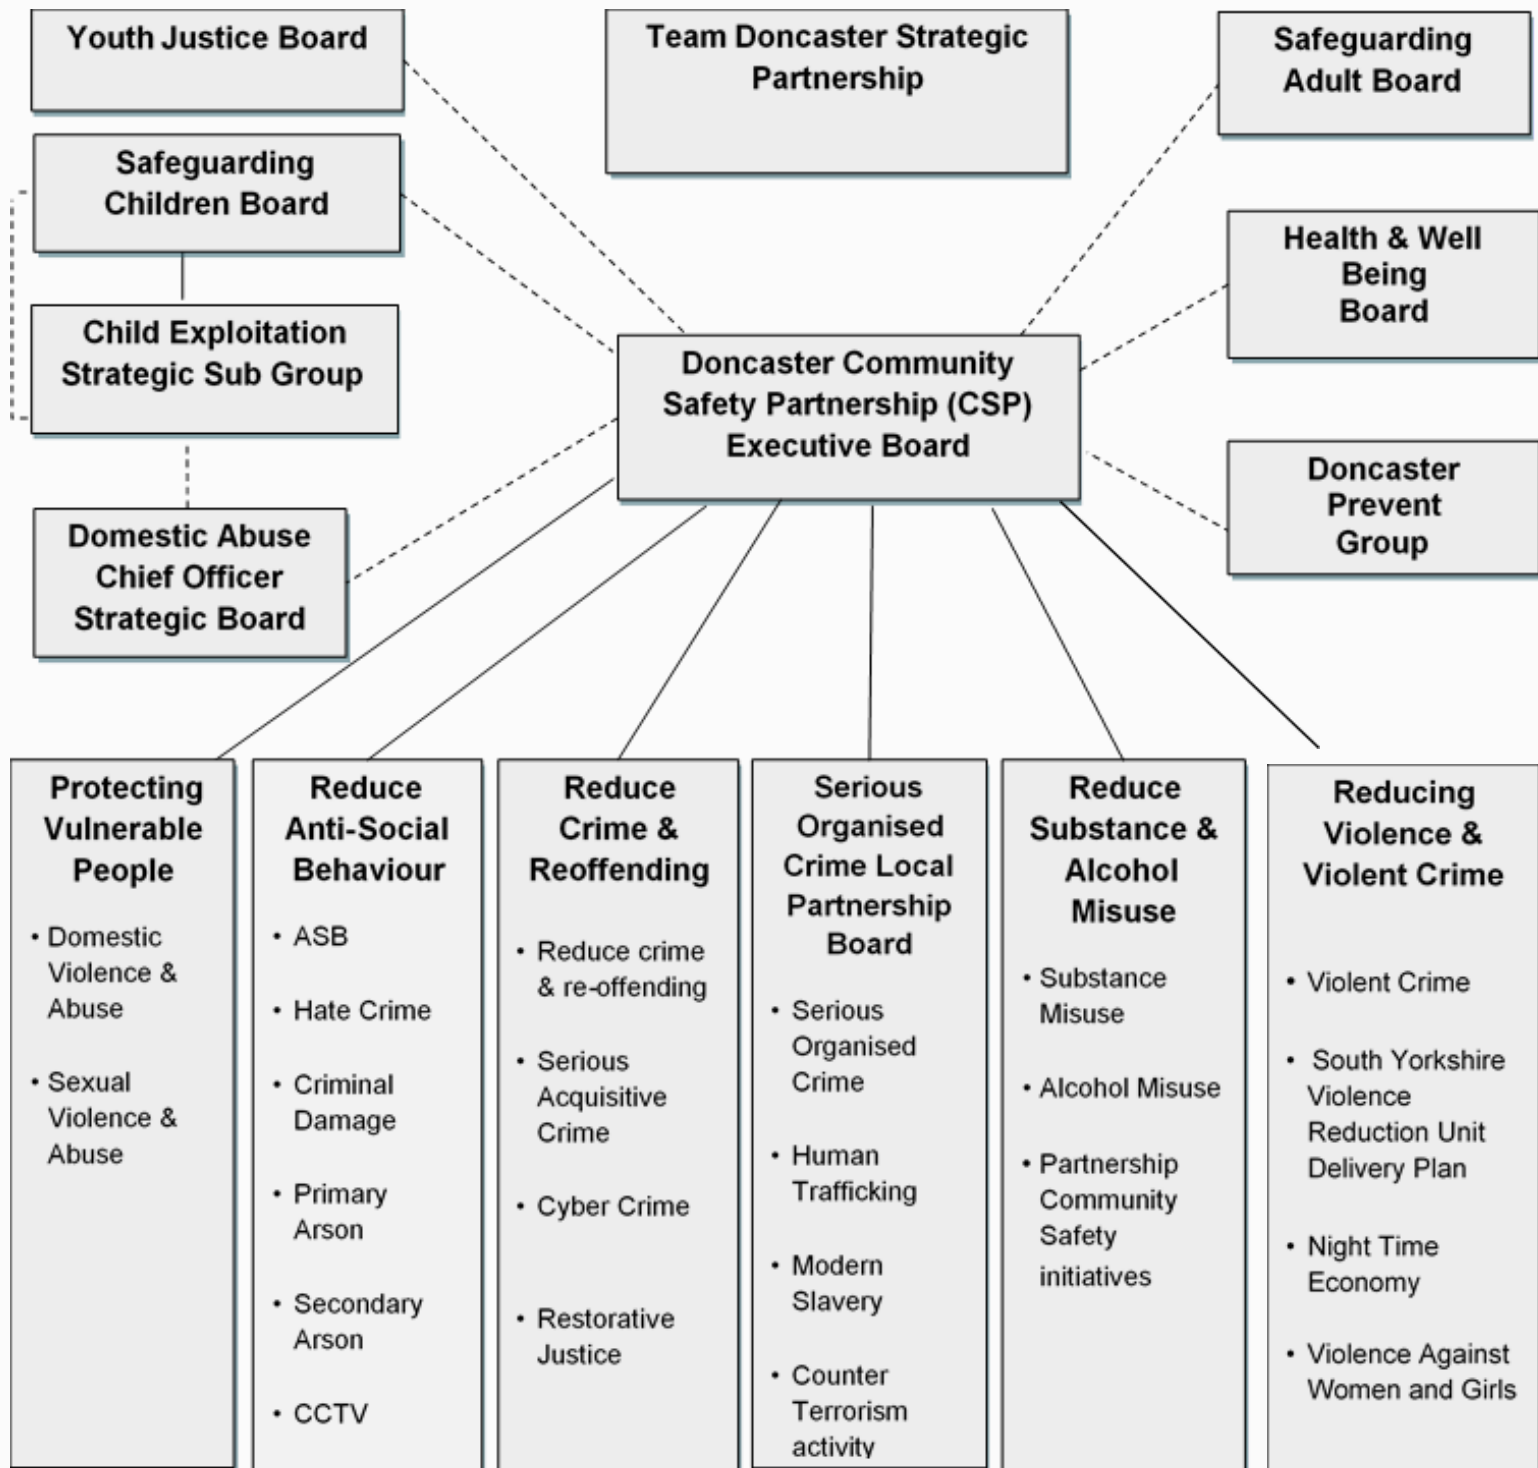 Youth Justice Board
Team Doncaster Strategic
Partnership
Safeguarding
Adult Board
Safeguarding
Children Board
Health & Well
Being
Board
Child Exploitation
Strategic Sub Group
Doncaster Community
Safety Partnership (CSP)
Executive Board
Doncaster
Prevent
Group
Domestic Abuse
Chief Officer
Strategic Board
Protecting
Vulnerable
People
• Domestic
Violence &
Abuse
• Sexual
Violence &
Abuse
Reduce
Anti-Social
Behaviour
• ASB
• Hate Crime
• Criminal
Damage
• Primary
Arson
• Secondary
Arson
• CCTV
Reduce
Crime &
Reoffending
• Reduce crime
& re-offending
• Serious
Acquisitive
Crime
• Cyber Crime
• Restorative
Justice
Serious
Organised
Crime Local
Partnership
Board
• Serious
Organised
Crime
• Human
Trafficking
• Modern
Slavery
• Counter
Terrorism
activity
Reduce
Substance &
Alcohol
Misuse
• Substance
Misuse
• Alcohol Misuse
• Partnership
Community
Safety
initiatives
Reducing
Violence &
Violent Crime
• Violent Crime
• South Yorkshire
Violence
Reduction Unit
Delivery Plan
• Night Time
Economy
• Violence Against
Women and Girls